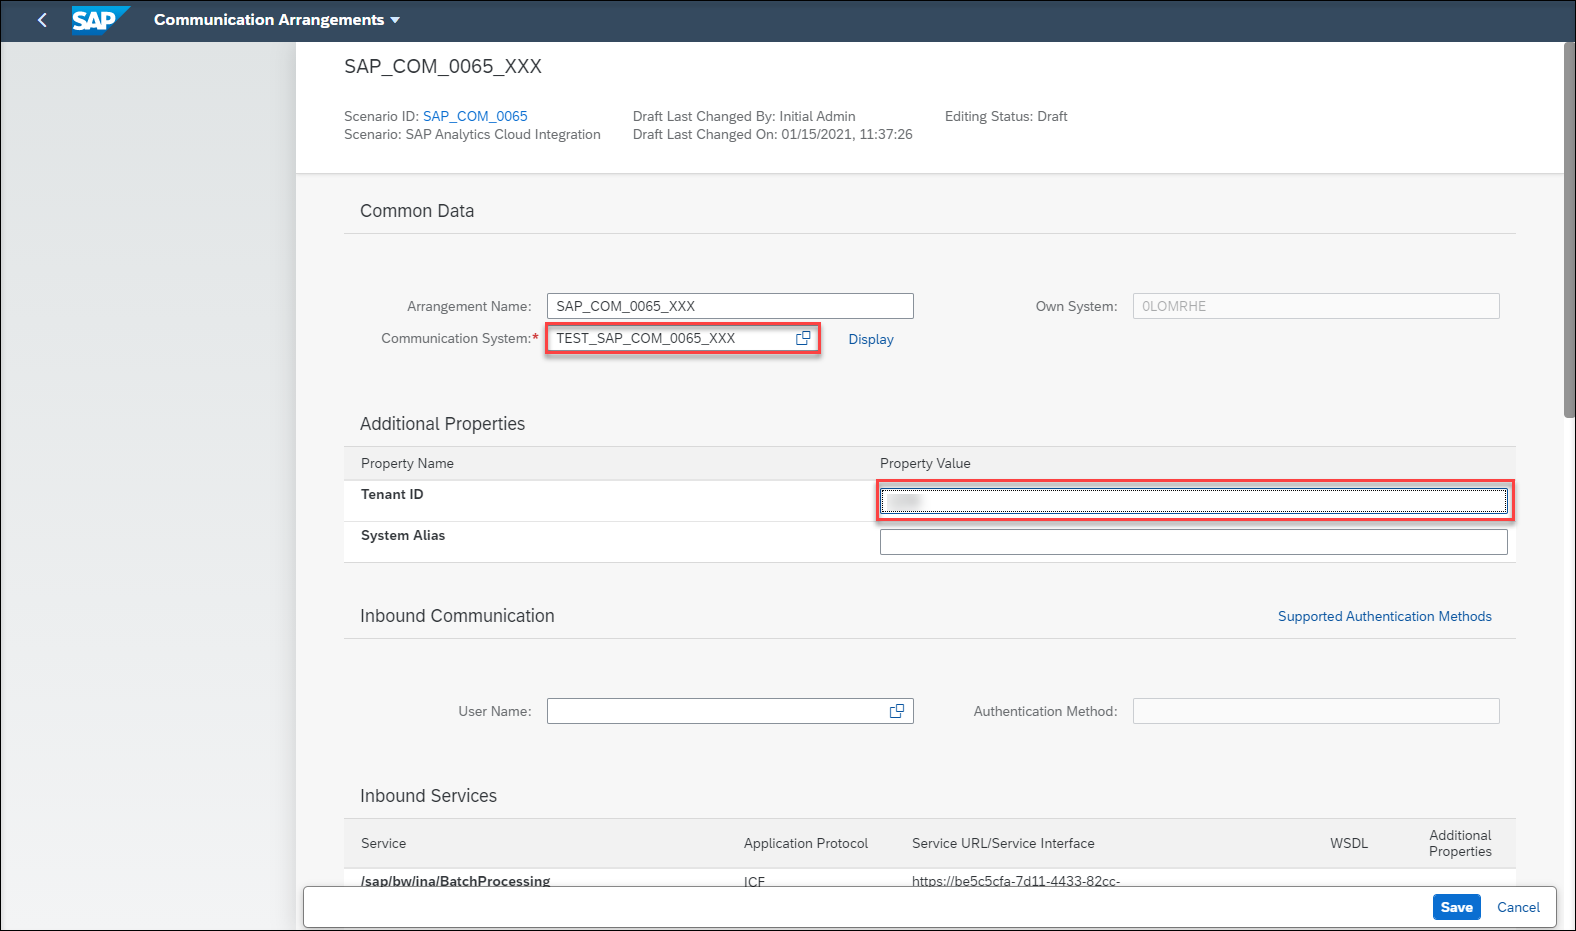 SAP Communication Arrangements
SAP_COM_0065_XXX
Scenario ID: SAP_COM_0065
Scenario: SAP Analytics Cloud Integration
Draft Last Changed By: Initial Admin
Draft Last Changed On: 01/15/2021, 11:37:26
Editing Status: Draft
Common Data
Arrangement Name: SAP_COM_0065_XXX
Own System: 0LOMRHE
Communication System:* TEST_SAP_COM_0065_XXX Display
Additional Properties
Property Name Property Value
Tenant ID
System Alias
Inbound Communication Supported Authentication Methods
User Name: Authentication Method:
Inbound Services
Service Application Protocol Service URL/Service Interface WSDL Additional Properties
/sap/bw/ina/BatchProcessing ICF https://be5c5cfa-7d11-4433-82cc-
Save Cancel